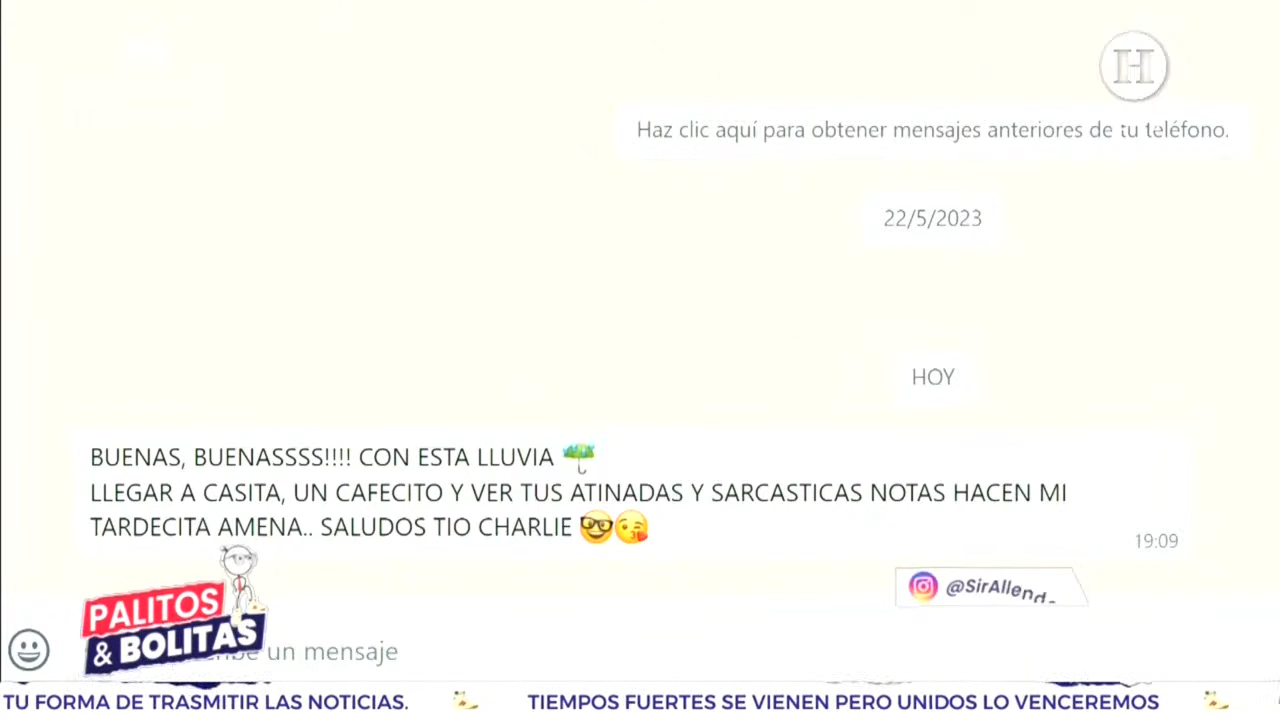 H
Haz clic aquí para obtener mensajes anteriores de tu teléfono.
22/5/2023
HOY
BUENAS, BUENASSSS!!!! CON ESTA LLUVIA ☂️
LLEGAR A CASITA, UN CAFECITO Y VER TUS ATINADAS Y SARCASTICAS NOTAS HACEN MI
TARDECITA AMENA.. SALUDOS TIO CHARLIE 🤓😘
19:09
@SirAllend
PALITOS
& BOLITAS
un mensaje
TU FORMA DE TRASMITIR LAS NOTICIAS. TIEMPOS FUERTES SE VIENEN PERO UNIDOS LO VENCEREMOS